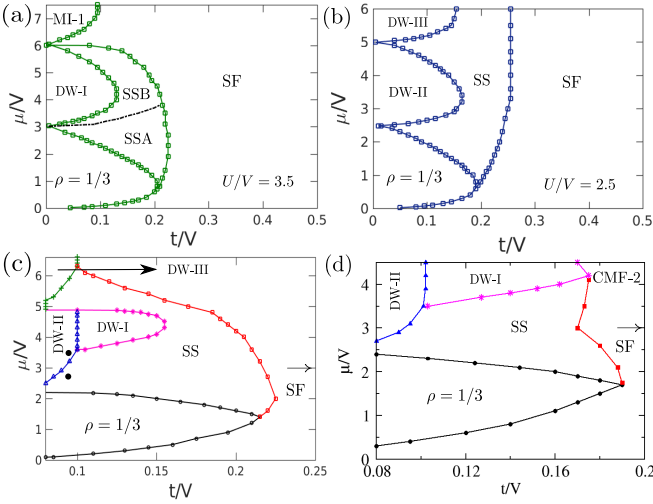 (a)
MI-1
DW-I
SSB
SSA
SF
ρ = 1/3
U/V = 3.5
μ/V
0 1 2 3 4 5 6 7
0 0.1 0.2 0.3 0.4 0.5
t/V
(b)
DW-III
DW-II
SS
SF
ρ = 1/3
U/V = 2.5
μ/V
0 1 2 3 4 5 6
0 0.1 0.2 0.3 0.4 0.5
t/V
(c)
DW-III
DW-II
DW-I
SS
SF
ρ = 1/3
μ/V
0 1 2 3 4 5 6
0.1 0.15 0.2 0.25
t/V
(d)
DW-II
DW-I
CMF-2
SS
SF
ρ = 1/3
μ/V
0 1 2 3 4
0.08 0.12 0.16 0.2
t/V